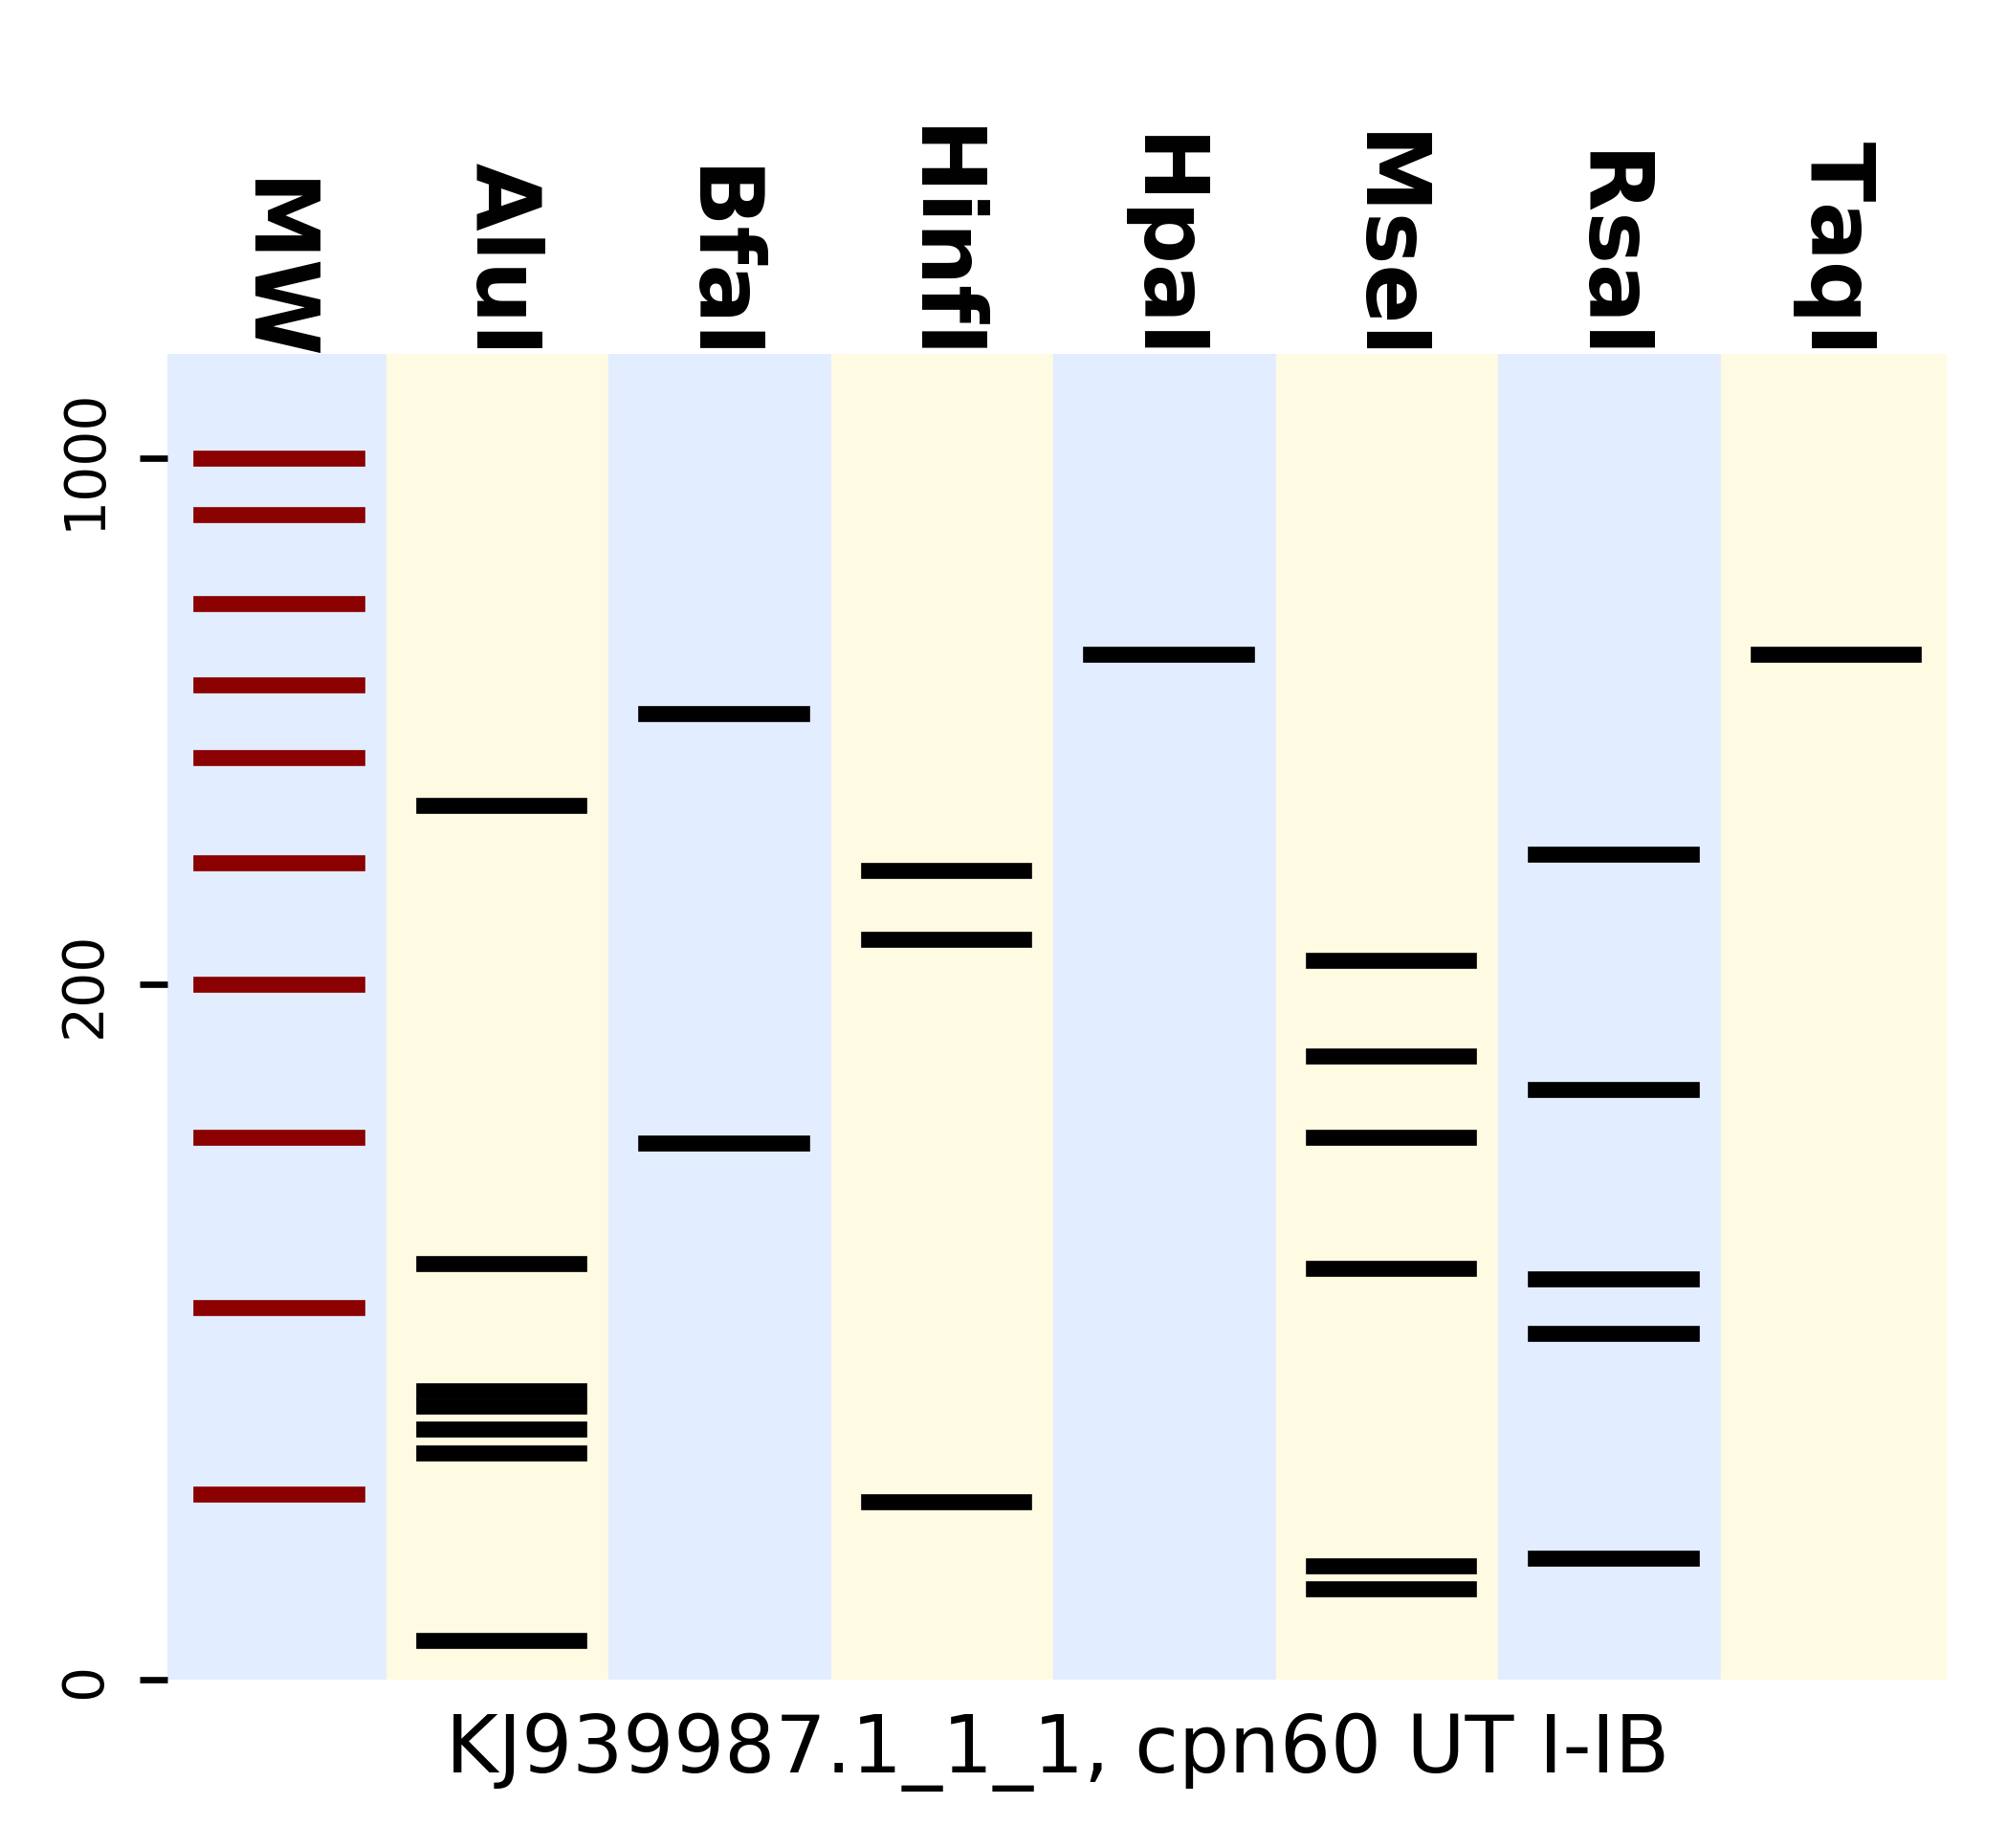 MW
AluI
BfaI
HinfI
HpaI
MseI
RsaI
TaqI
1000
200
0
KJ939987.1_1_1, cpn60 UT I-IB